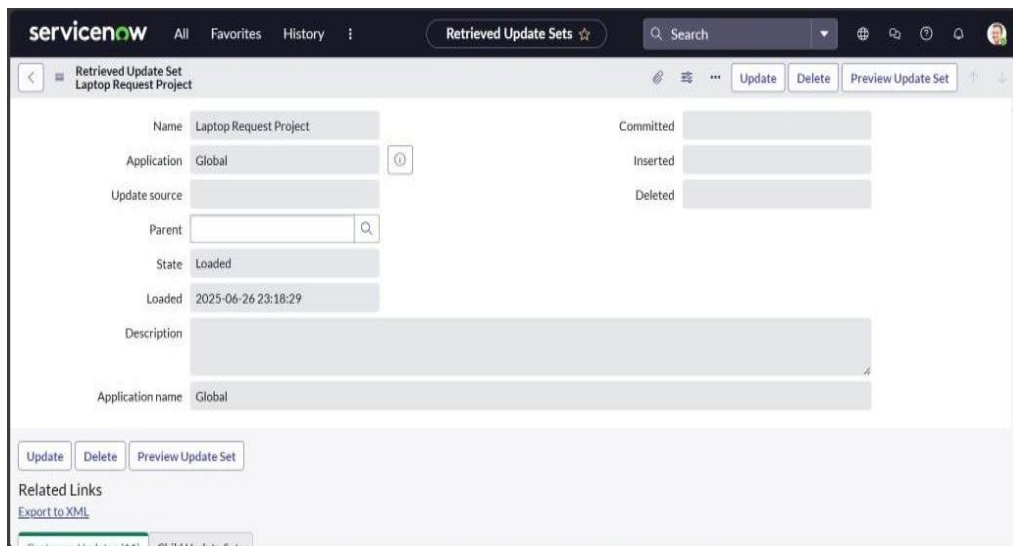 servicenow All Favorites History Retrieved Update Sets Search
Retrieved Update Set
Laptop Request Project
Update Delete Preview Update Set
Name Laptop Request Project
Committed
Application Global
Inserted
Update source
Deleted
Parent
State Loaded
Loaded 2025-06-26 23:18:29
Description
Application name Global
Update Delete Preview Update Set
Related Links
Export to XML